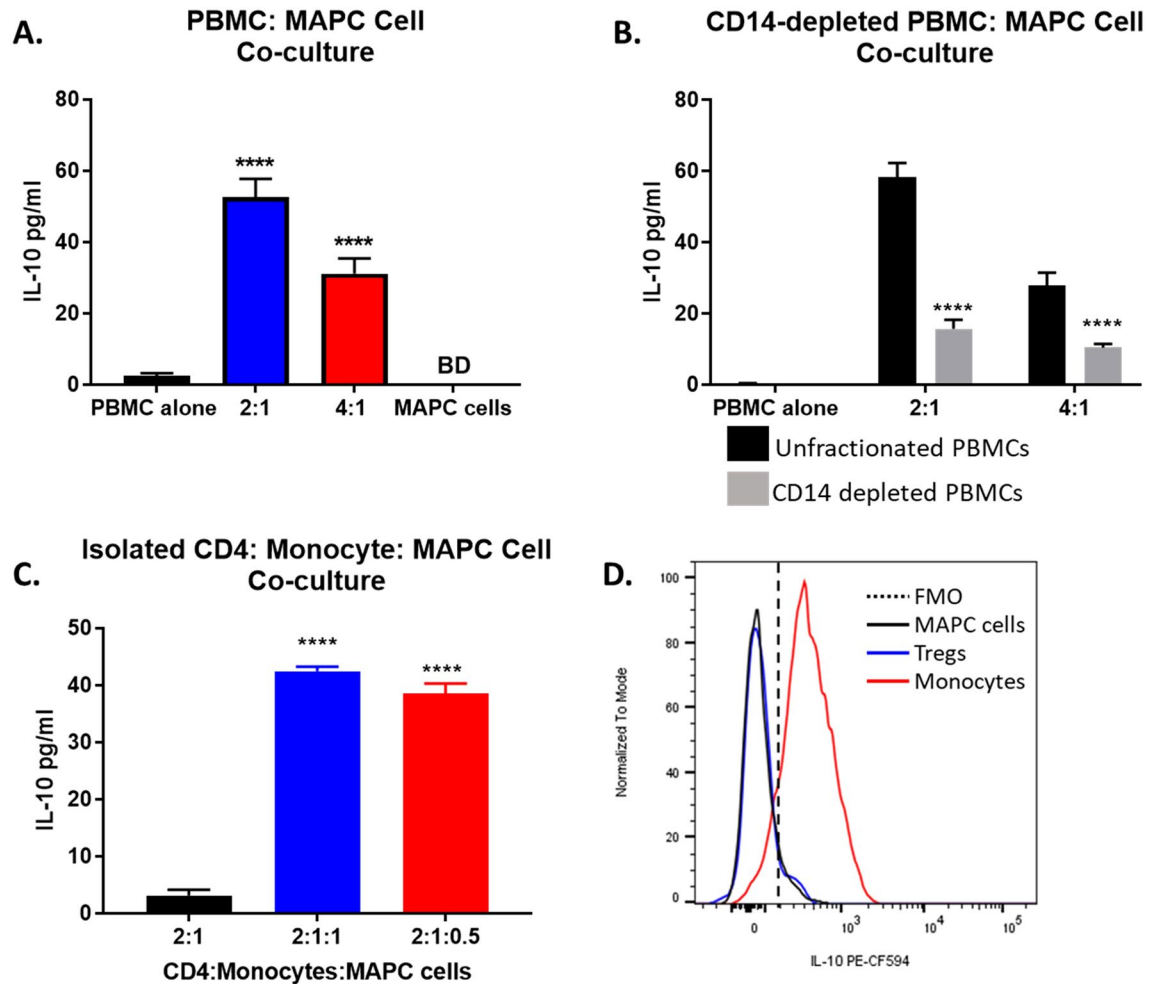 A.
PBMC: MAPC Cell
Co-culture
IL-10 pg/ml
80
60
40
20
0
****
****
BD
PBMC alone
2:1
4:1
MAPC cells
B.
CD14-depleted PBMC: MAPC Cell
Co-culture
IL-10 pg/ml
80
60
40
20
0
****
****
PBMC alone
2:1
4:1
Unfractionated PBMCs
CD14 depleted PBMCs
C.
Isolated CD4: Monocyte: MAPC Cell
Co-culture
IL-10 pg/ml
50
40
30
20
10
0
****
****
2:1
2:1:1
2:1:0.5
CD4:Monocytes:MAPC cells
D.
Normalized To Mode
100
80
60
40
20
0
FMO
MAPC cells
Tregs
Monocytes
0
10³
10⁴
10⁵
IL-10 PE-CF594